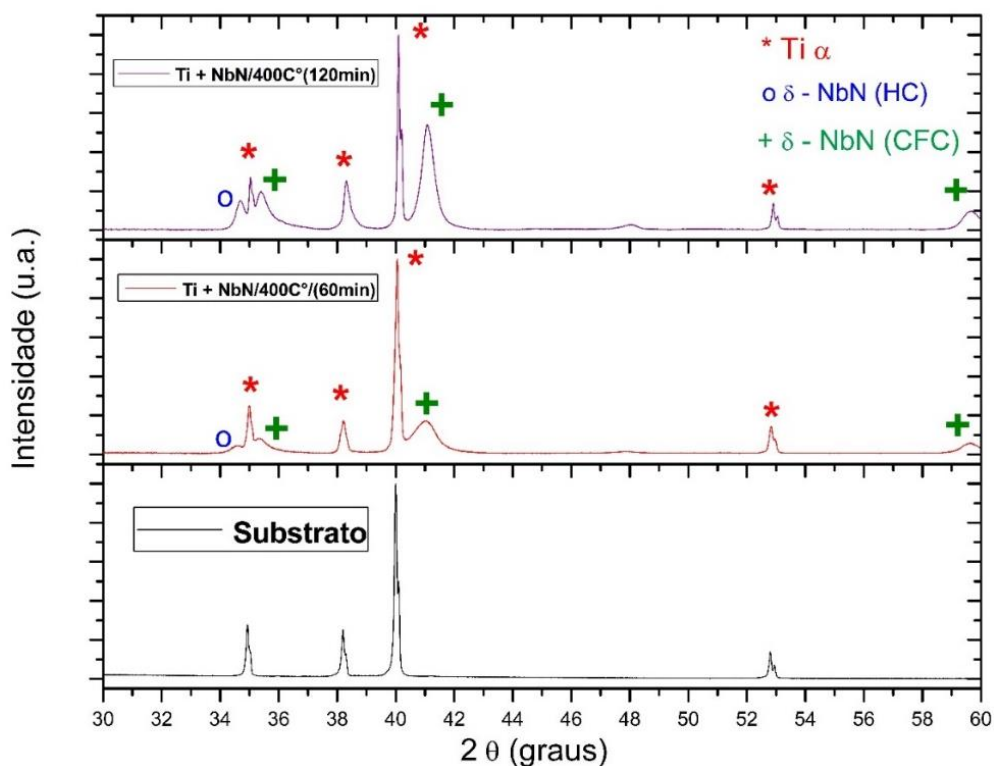 Ti + NbN/400C°(120min)
* Ti α
o δ - NbN (HC)
+ δ - NbN (CFC)
* * * * *
o + + +
Ti + NbN/400C°/(60min)
* * * * *
o + + +
Substrato
Intensidade (u.a.)
30 32 34 36 38 40 42 44 46 48 50 52 54 56 58 60
2 θ (graus)